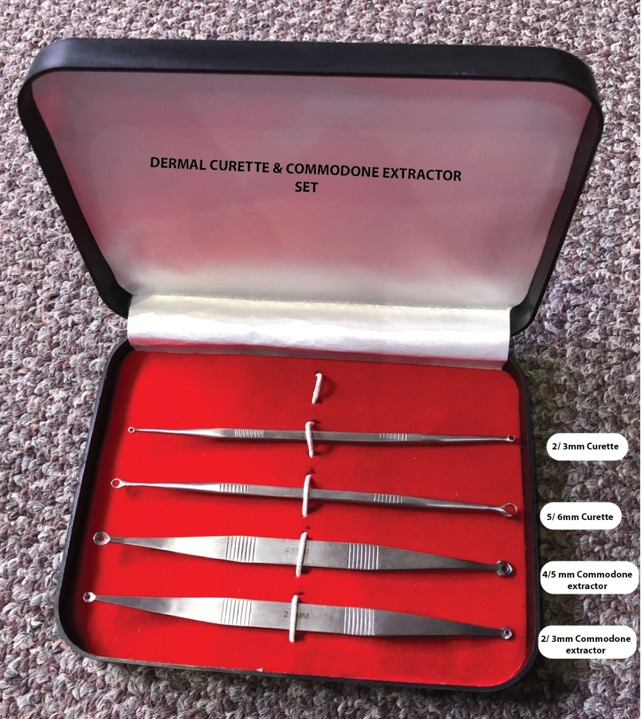 DERMAL CURETTE & COMMODONE EXTRACTOR
SET
2/ 3mm Curette
5/ 6mm Curette
4/5 mm Commodone
extractor
2/ 3mm Commodone
extractor